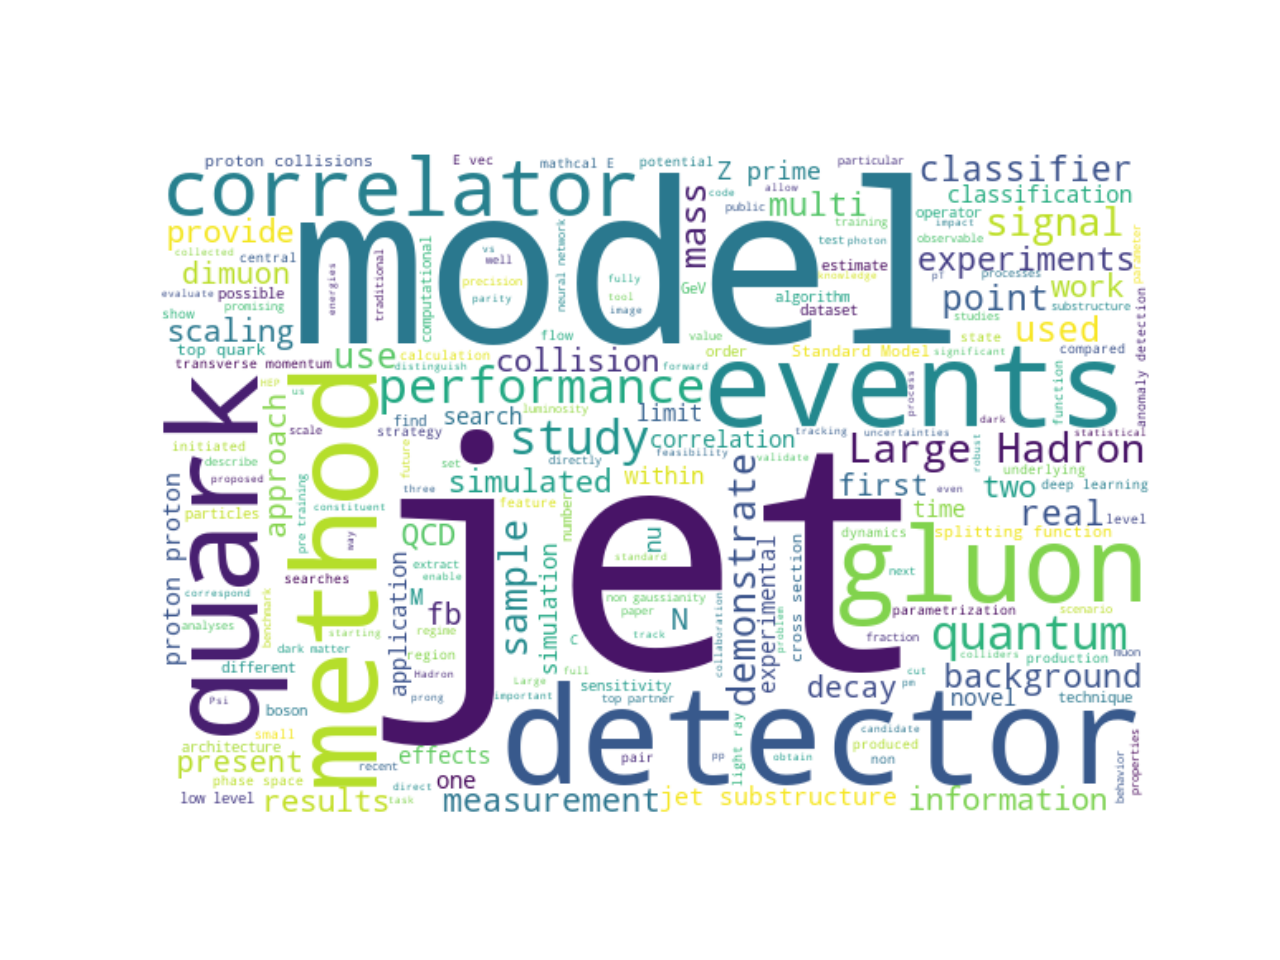 proton collisions
E vec
mathcal E
potential
Z prime
particular
classifier
correlator
model
mass
code
allow
public
multi
training
classification
operator
impact
signal
provide
collected
central
dimuon
evaluate
possible
promising
show
scaling
top quark
transverse momentum
energies
traditional
computational
vs
well
precision
parity
neural network
fully
tool
image
GeV
test
photon
estimate
knowledge
algorithm
dataset
observable
experiments
pT
processes
parameter
point
work
substructure
studies
used
state
significant
compared
anomaly detection
use
calculation
distinguish
collision
flow
value
forward
order
Standard Model
events
process
function
dark
statistical
quark
HEP
us
method
performance
find
search
luminosity
limit
strategy
scale
approach
initiated
describe
proposed
jet
study
correlation
tracking
uncertainties
feasibility
directly
validate
robust
Large Hadron
underlying
future
set
simulated
within
three
proton proton
particles
pre training
constituent
way
first
even
two
deep learning
real
level
time
feature
number
QCD
sample
nu
demonstrate
experimental
dynamics
splitting function
gluon
next
standard
extract
enable
searches
correspond
analyses
benchmark
starting
application
M
fb
regime
simulation
non gaussianity
paper
N
track
C
collaboration
problem
cross section
parametrization
scenario
fraction
quantum
dark matter
different
region
Hadron
prong
Large
full
important
sensitivity
top partner
decay
cut
pm
colliders
production
muon
background
novel
technique
Psi
boson
small
architecture
present
phase space
low level
results
effects
recent
direct
task
one
detector
pair
pp
light ray
obtain
candidate
produced
non
behavior
properties
measurement
jet substructure
information